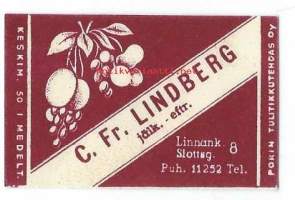 KESKIM. 50 I MEDELT.
C. Fr. LINDBERG
jälk. - eftr.
Linnank. 8
Slottsg.
Puh. 11252 Tel.
PORIN TULITIKKUTEHDAS OY